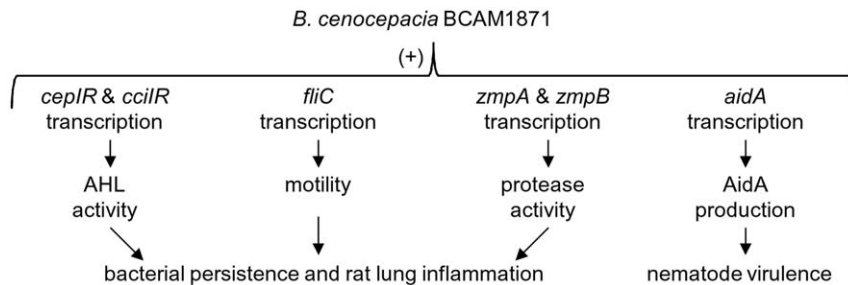 B. cenocepacia BCAM1871
(+)
cepIR & cciIR fliC zmpA & zmpB aidA
transcription transcription transcription transcription
AHL motility protease AidA
activity activity production
bacterial persistence and rat lung inflammation nematode virulence